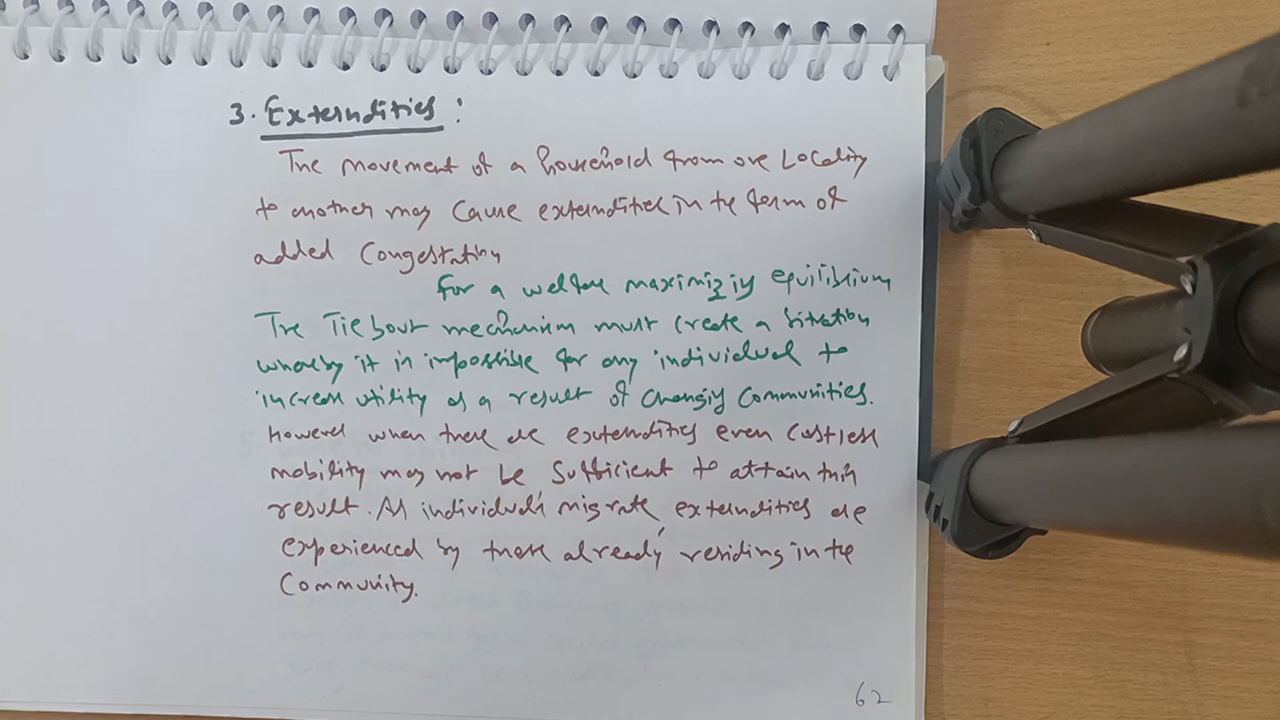 3. Externalities :
The movement of a household from one Locality
to another may Cause externalities in the form of
added Congestation
For a welfare maximizing equilibrium
The Tiebout mechanism must create a situation
whereby it is impossible for any individual to
increase utility as a result of changing Communities.
However when there are externalities even costless
mobility may not be sufficient to attain this
result. As individuals migrate externalities are
experienced by those already residing in the
Community.
62